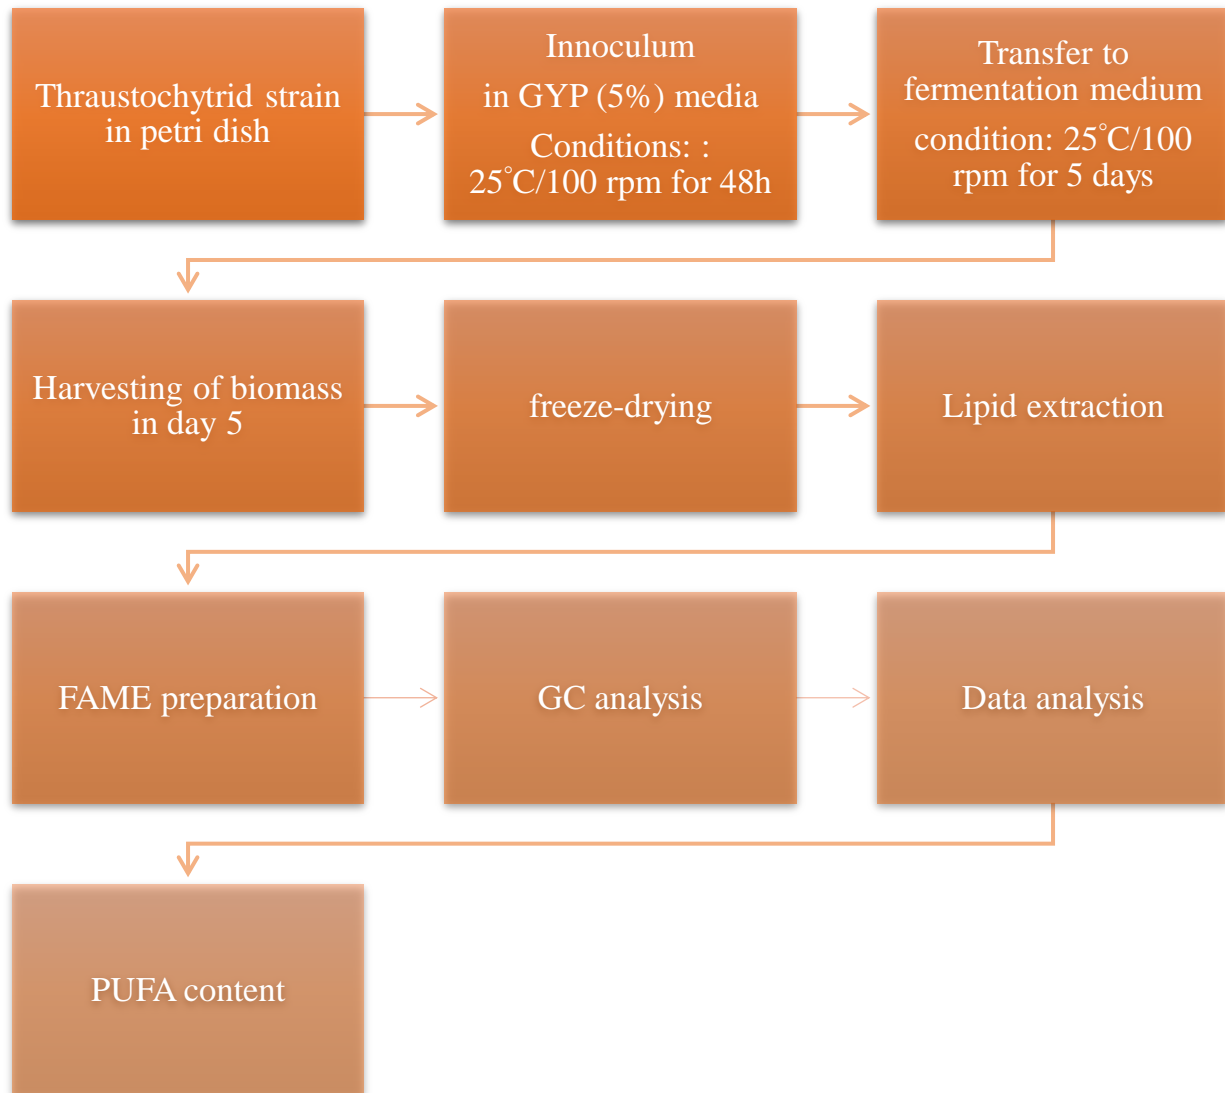 Thraustochytrid strain
in petri dish
Innoculum
in GYP (5%) media
Conditions: :
25°C/100 rpm for 48h
Transfer to
fermentation medium
condition: 25°C/100
rpm for 5 days
Harvesting of biomass
in day 5
freeze-drying
Lipid extraction
FAME preparation
GC analysis
Data analysis
PUFA content